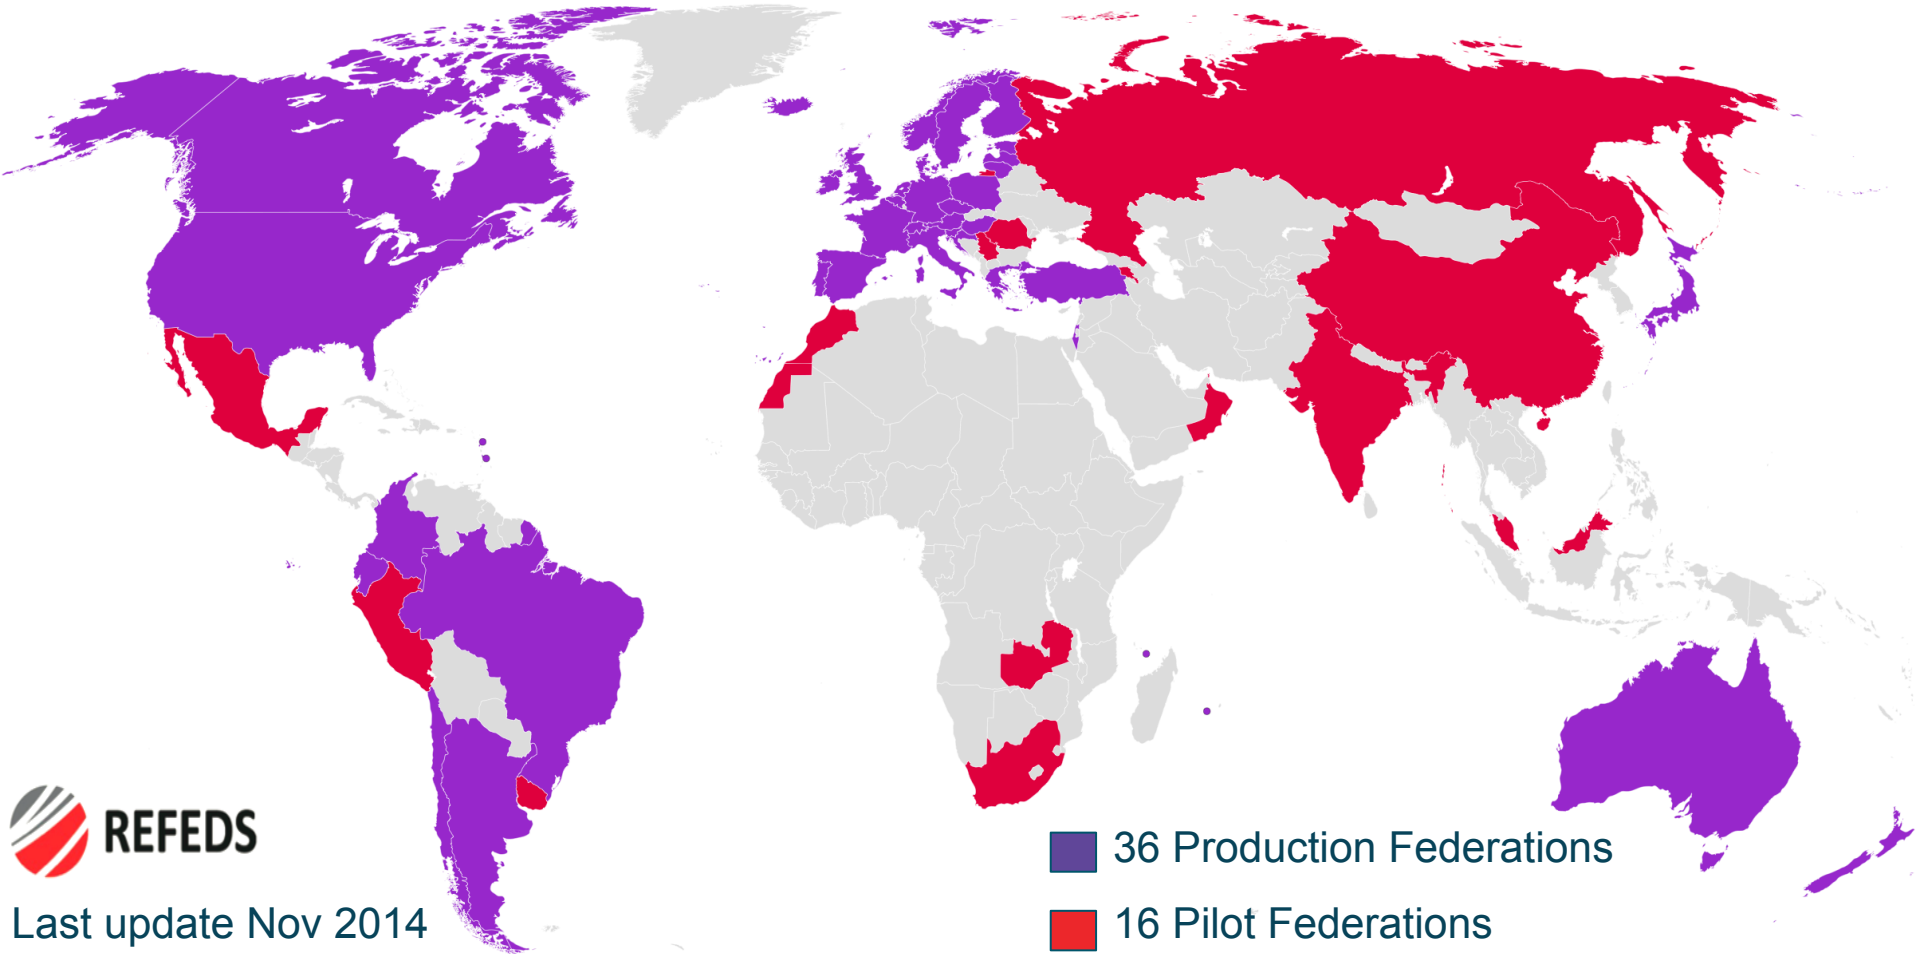 REFEDS
Last update Nov 2014
36 Production Federations
16 Pilot Federations